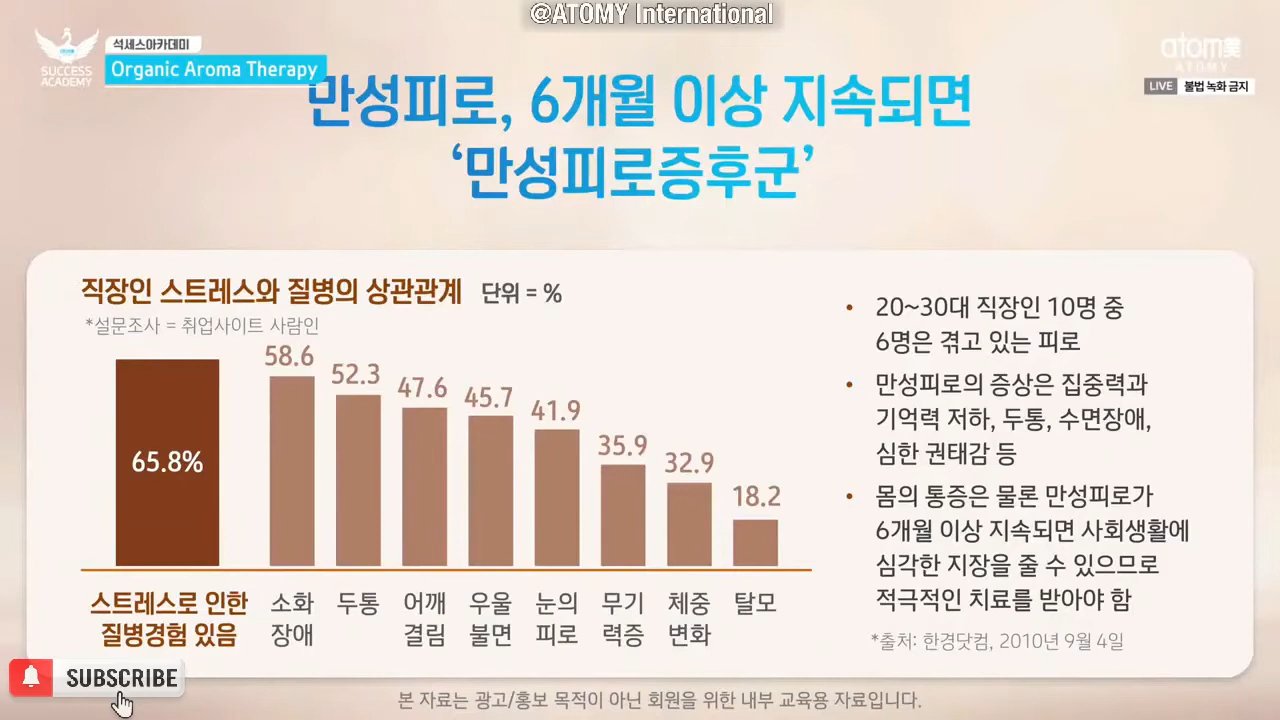 @ATOMY International
석세스아카데미
SUCCESS
ACADEMY
Organic Aroma Therapy
atom美
ATOMY
LIVE 불법 녹화 금지
만성피로, 6개월 이상 지속되면
‘만성피로증후군’
직장인 스트레스와 질병의 상관관계 단위 = %
*설문조사 = 취업사이트 사람인
65.8%
58.6
52.3
47.6
45.7
41.9
35.9
32.9
18.2
스트레스로 인한
질병경험 있음
소화
장애
두통
어깨
결림
우울
불면
눈의
피로
무기
력증
체중
변화
탈모
• 20~30대 직장인 10명 중
6명은 겪고 있는 피로
• 만성피로의 증상은 집중력과
기억력 저하, 두통, 수면장애,
심한 권태감 등
• 몸의 통증은 물론 만성피로가
6개월 이상 지속되면 사회생활에
심각한 지장을 줄 수 있으므로
적극적인 치료를 받아야 함
*출처: 한경닷컴, 2010년 9월 4일
SUBSCRIBE
본 자료는 광고/홍보 목적이 아닌 회원을 위한 내부 교육용 자료입니다.